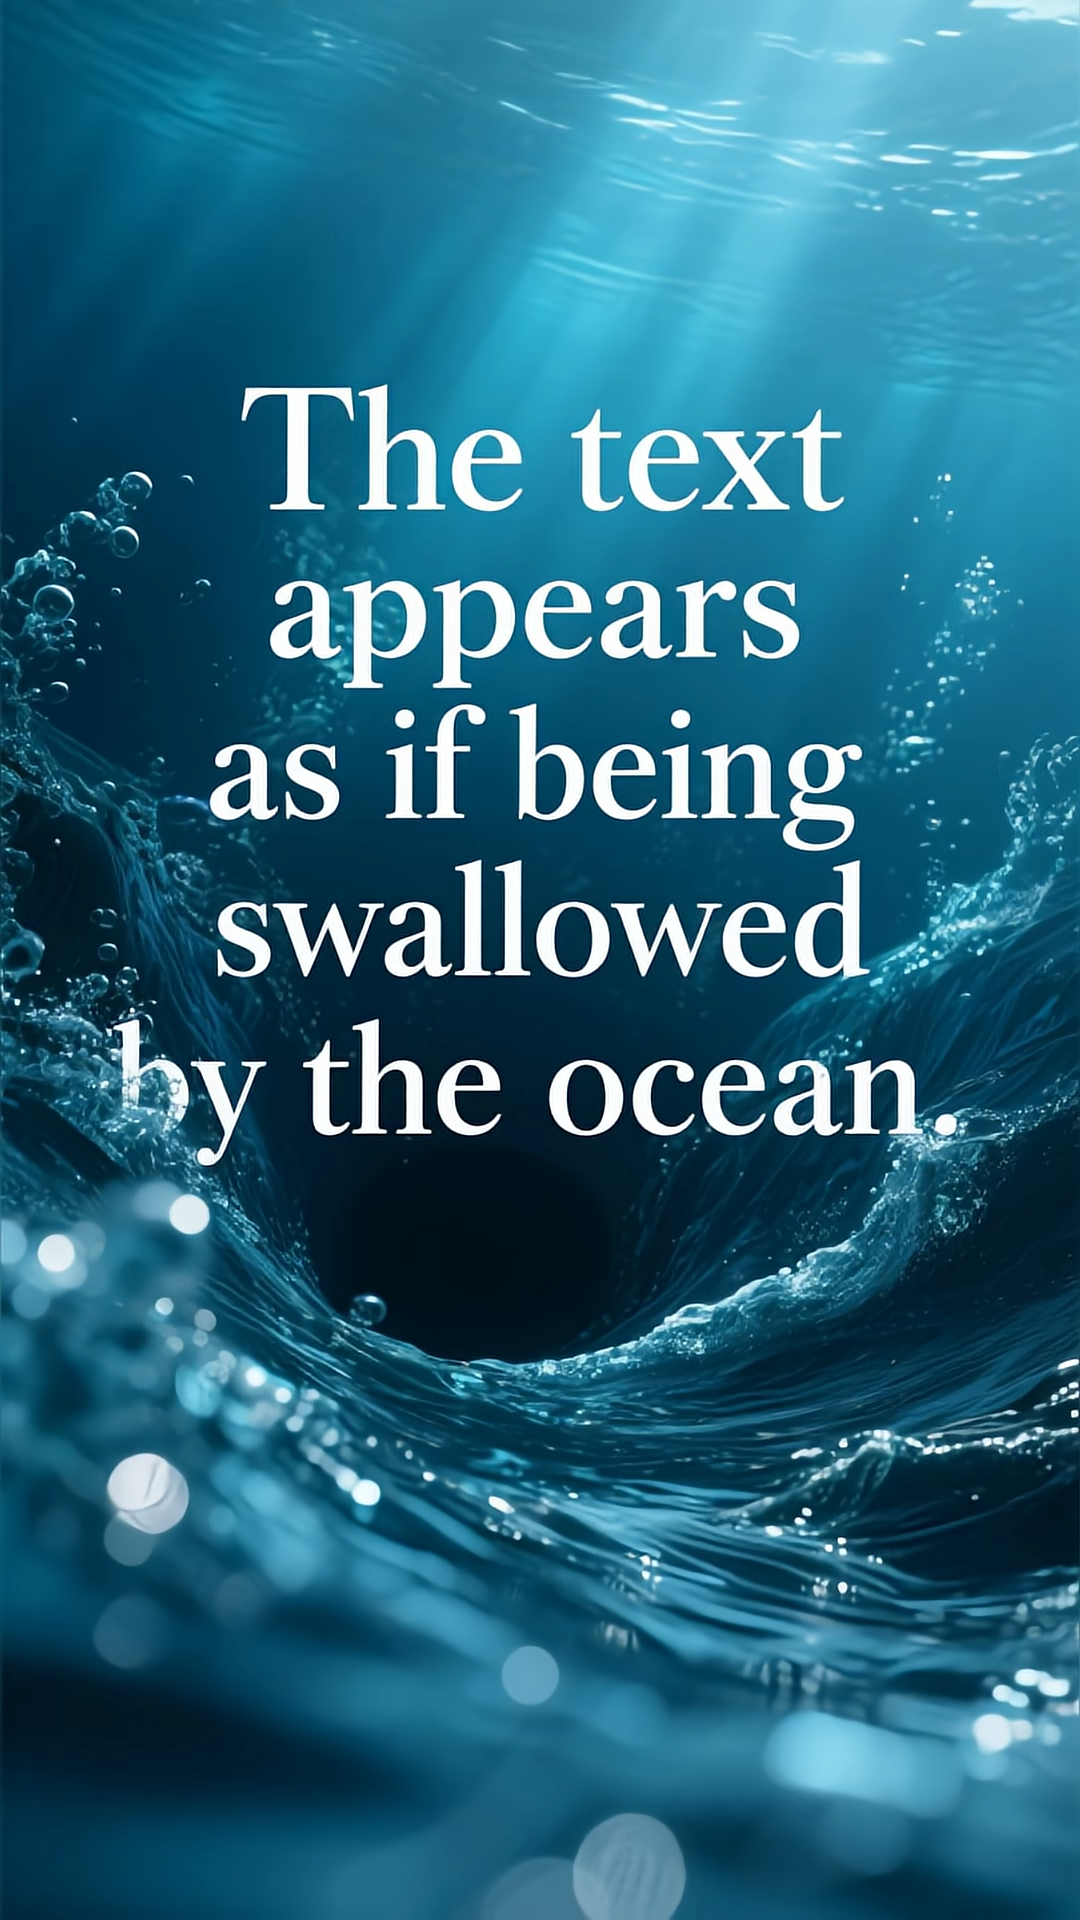 The text
appears
as if being
swallowed
by the ocean.